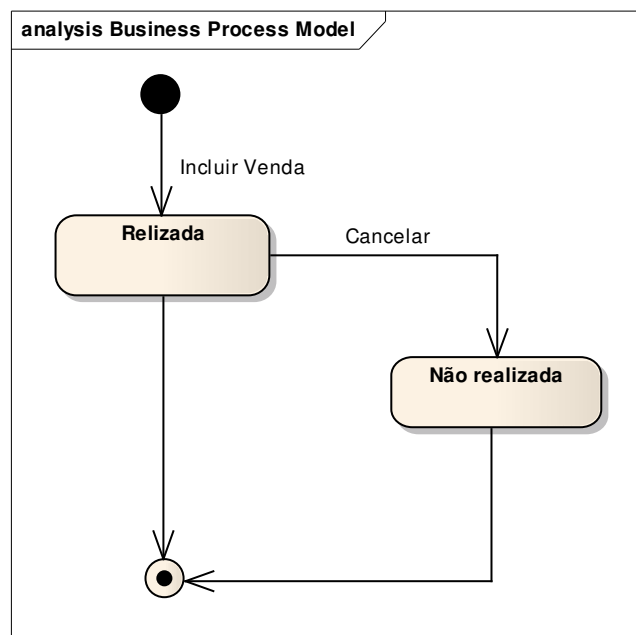 analysis Business Process Model
Incluir Venda
Relizada
Cancelar
Não realizada